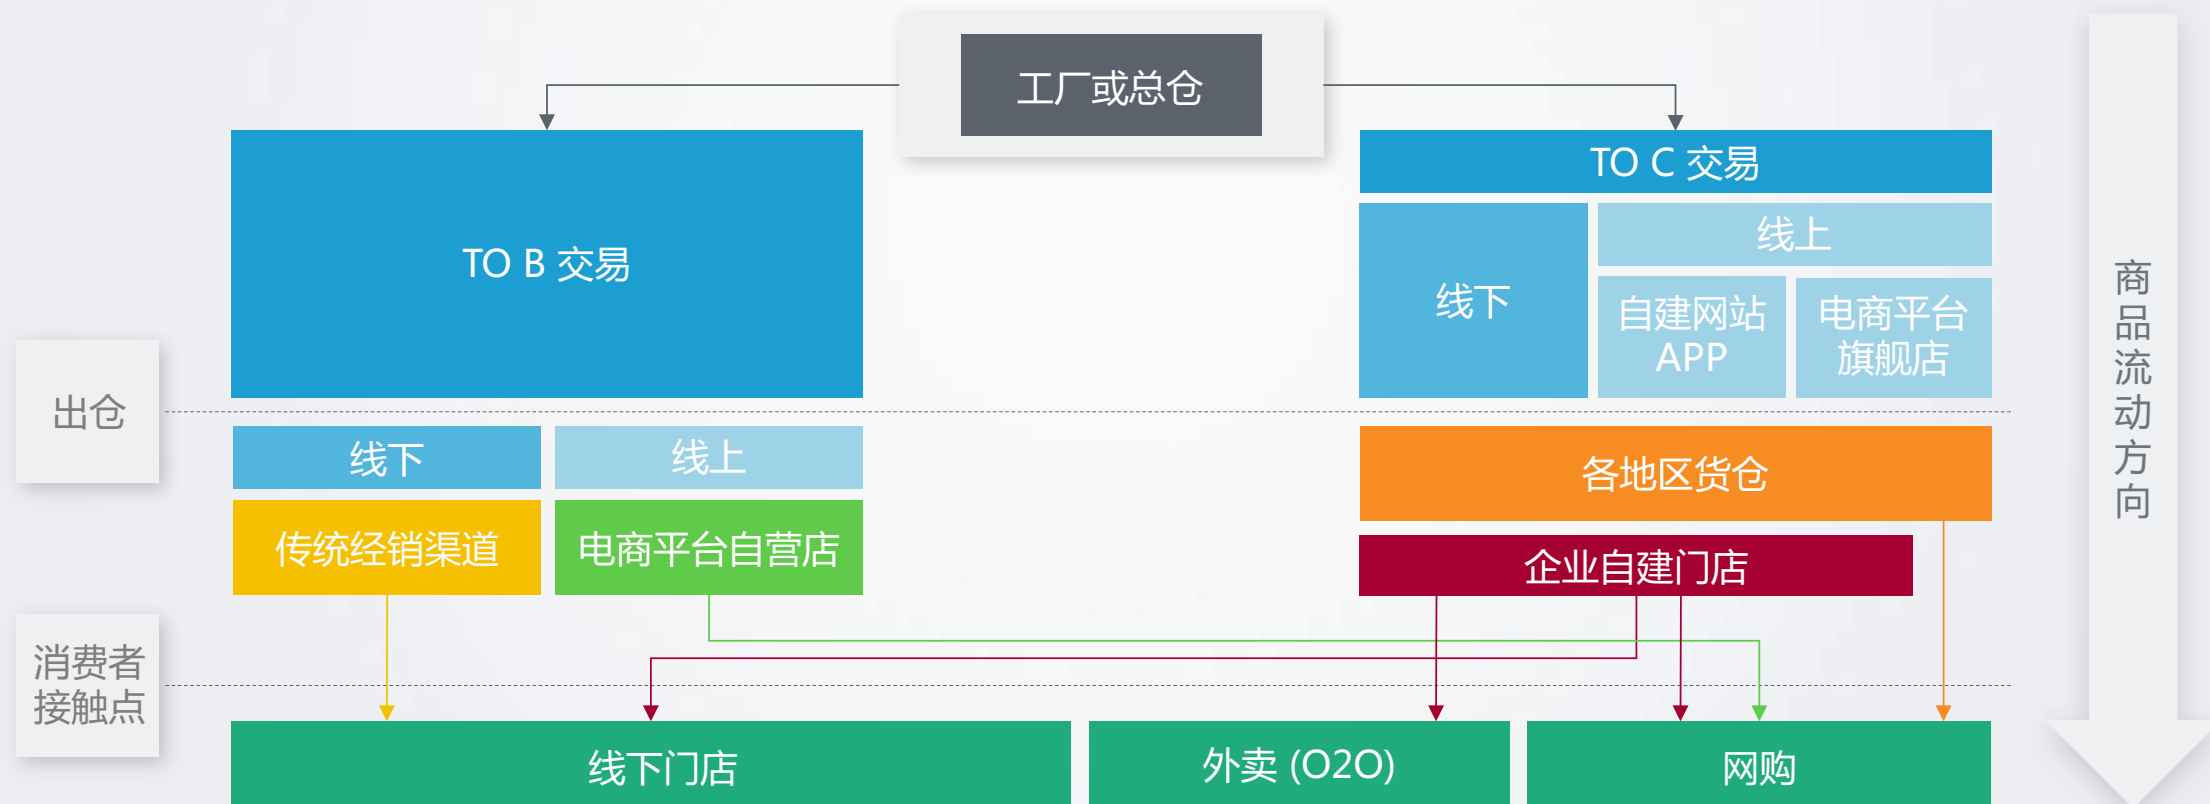 工厂或总仓
TO B 交易
TO C 交易
线下
线上
自建网站
APP
电商平台
旗舰店
出仓
线下
线上
传统经销渠道
电商平台自营店
各地区货仓
企业自建门店
消费者
接触点
线下门店
外卖 (O2O)
网购
商品流动方向